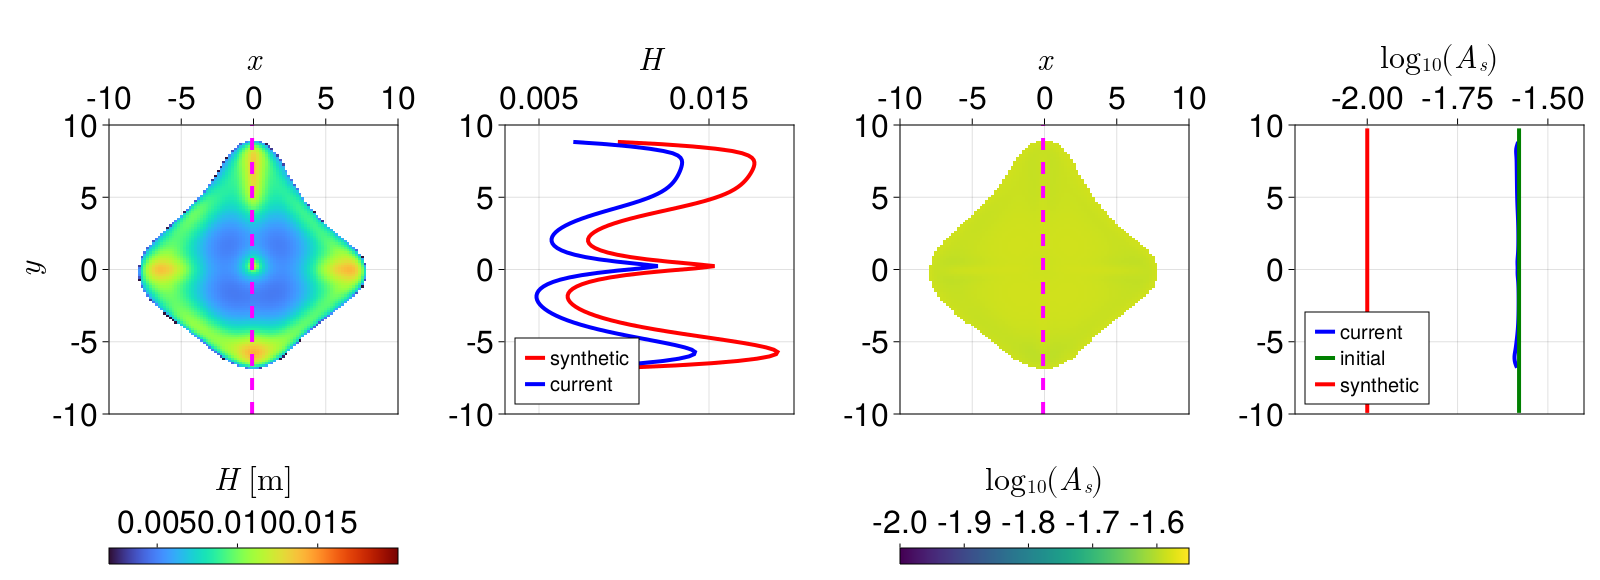 x
-10 -5 0 5 10
10
5
0
-5
-10
y
H [m]
0.0050.0100.015
H
0.005 0.015
10
5
0
-5
-10
synthetic
current
x
-10 -5 0 5 10
10
5
0
-5
-10
log₁₀(Aₛ)
-2.0 -1.9 -1.8 -1.7 -1.6
log₁₀(Aₛ)
-2.00 -1.75 -1.50
10
5
0
-5
-10
current
initial
synthetic